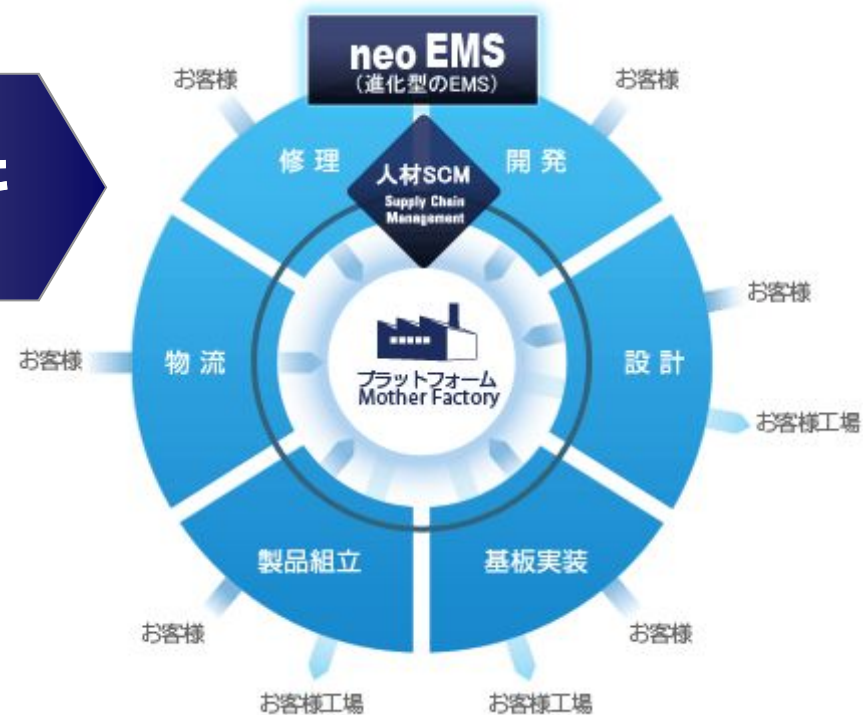 neo EMS
(進化型のEMS)
お客様
お客様
と
修 理
開 発
人材SCM
Supply Chain
Management
お客様
お客様
物 流
設 計
プラットフォーム
Mother Factory
お客様工場
製品組立
基板実装
お客様
お客様
お客様工場
お客様工場